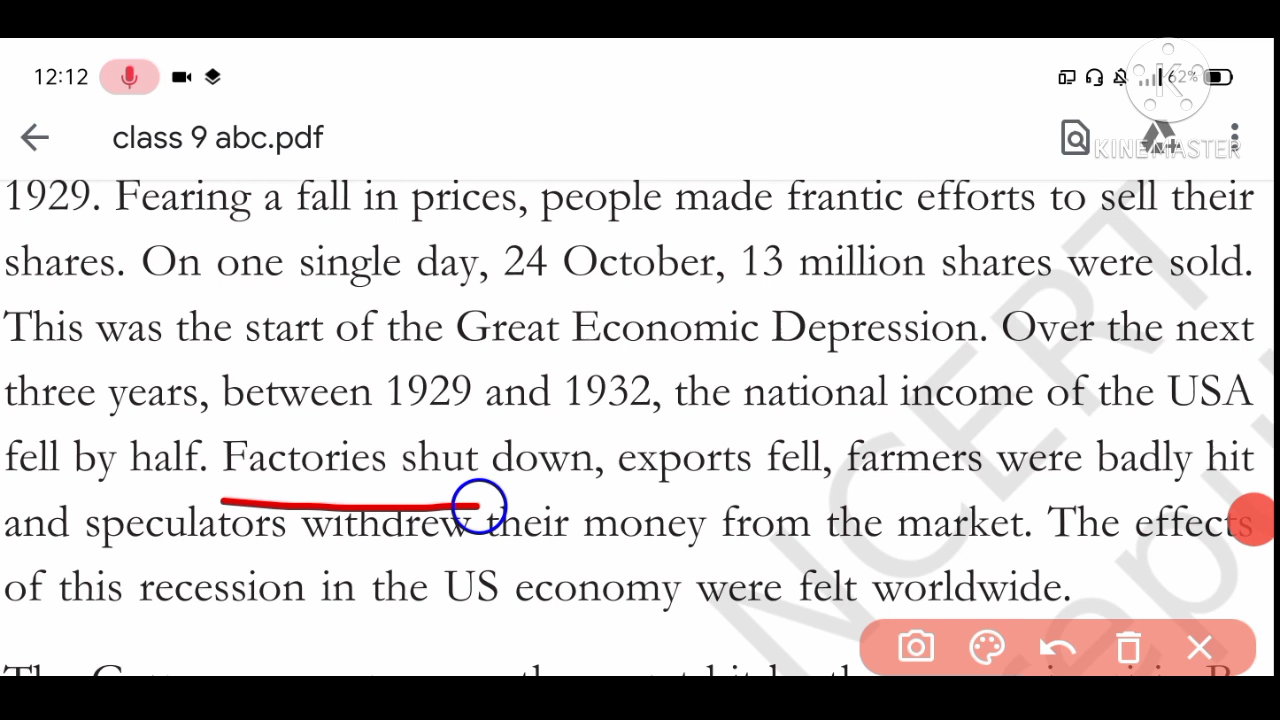 12:12
62%
class 9 abc.pdf
KINEMASTER
1929. Fearing a fall in prices, people made frantic efforts to sell their
shares. On one single day, 24 October, 13 million shares were sold.
This was the start of the Great Economic Depression. Over the next
three years, between 1929 and 1932, the national income of the USA
fell by half. Factories shut down, exports fell, farmers were badly hit
and speculators withdrew their money from the market. The effects
of this recession in the US economy were felt worldwide.
NCERT